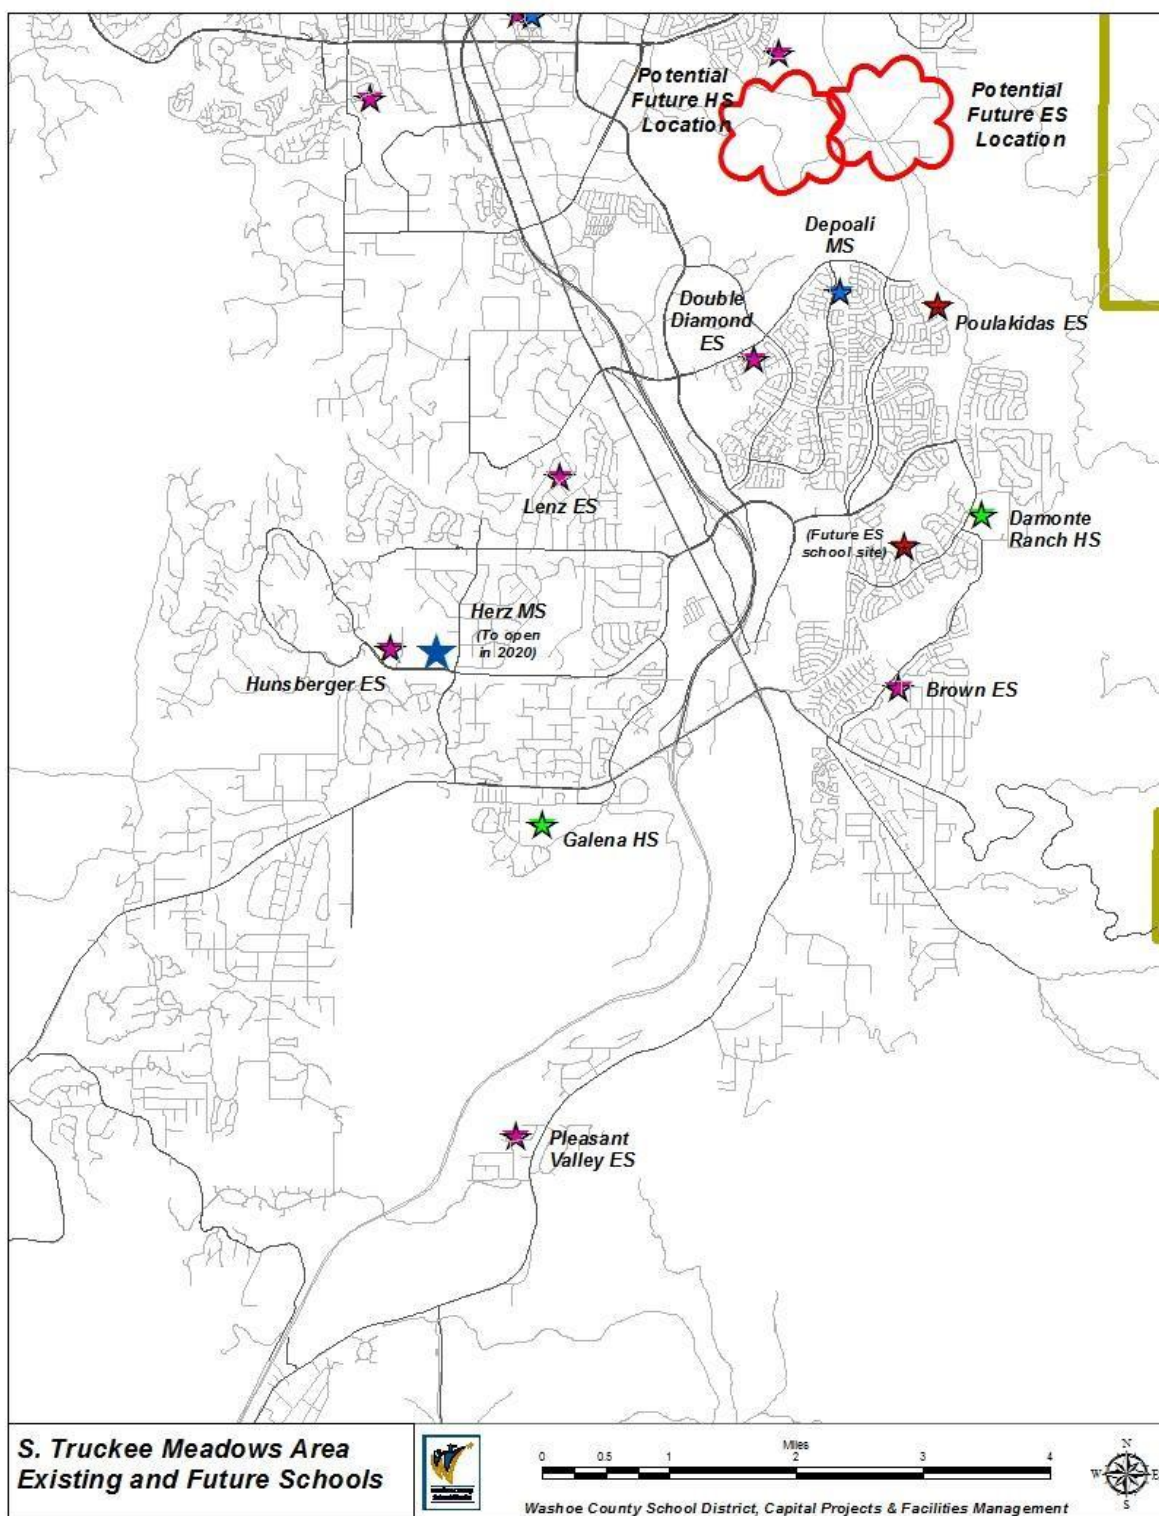 Potential
Future HS
Location
Potential
Future ES
Location
Depoali
MS
Double
Diamond
ES
Poulakidas ES
Lenz ES
(Future ES
school site)
Damonte
Ranch HS
Herz MS
(To open
in 2020)
Hunsberger ES
Brown ES
Galena HS
Pleasant
Valley ES
S. Truckee Meadows Area
Existing and Future Schools
Miles
0 0.5 1 2 3 4
Washoe County School District, Capital Projects & Facilities Management
N
W E
S